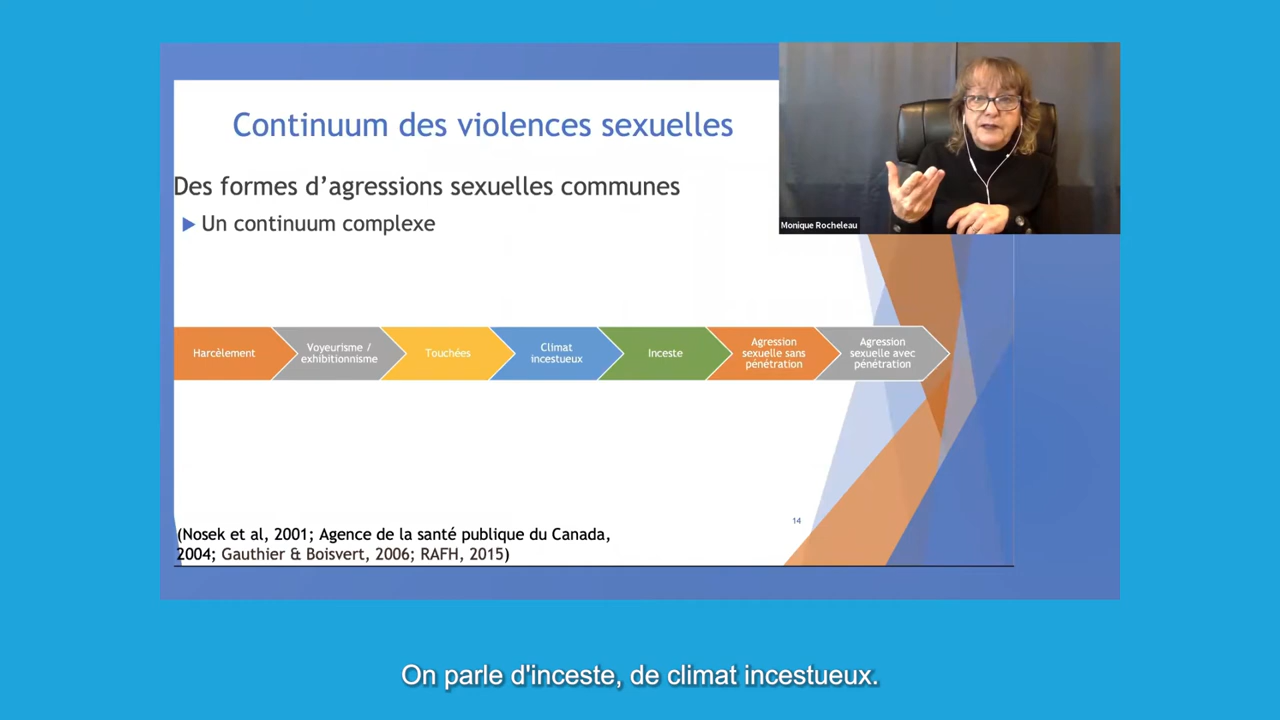 Continuum des violences sexuelles
Des formes d’agressions sexuelles communes
Un continuum complexe
Monique Rocheleau
Harcèlement
Voyeurisme /
exhibitionnisme
Touchées
Climat
incestueux
Inceste
Agression
sexuelle sans
pénétration
Agression
sexuelle avec
pénétration
14
(Nosek et al, 2001; Agence de la santé publique du Canada,
2004; Gauthier & Boisvert, 2006; RAFH, 2015)
On parle d'inceste, de climat incestueux.